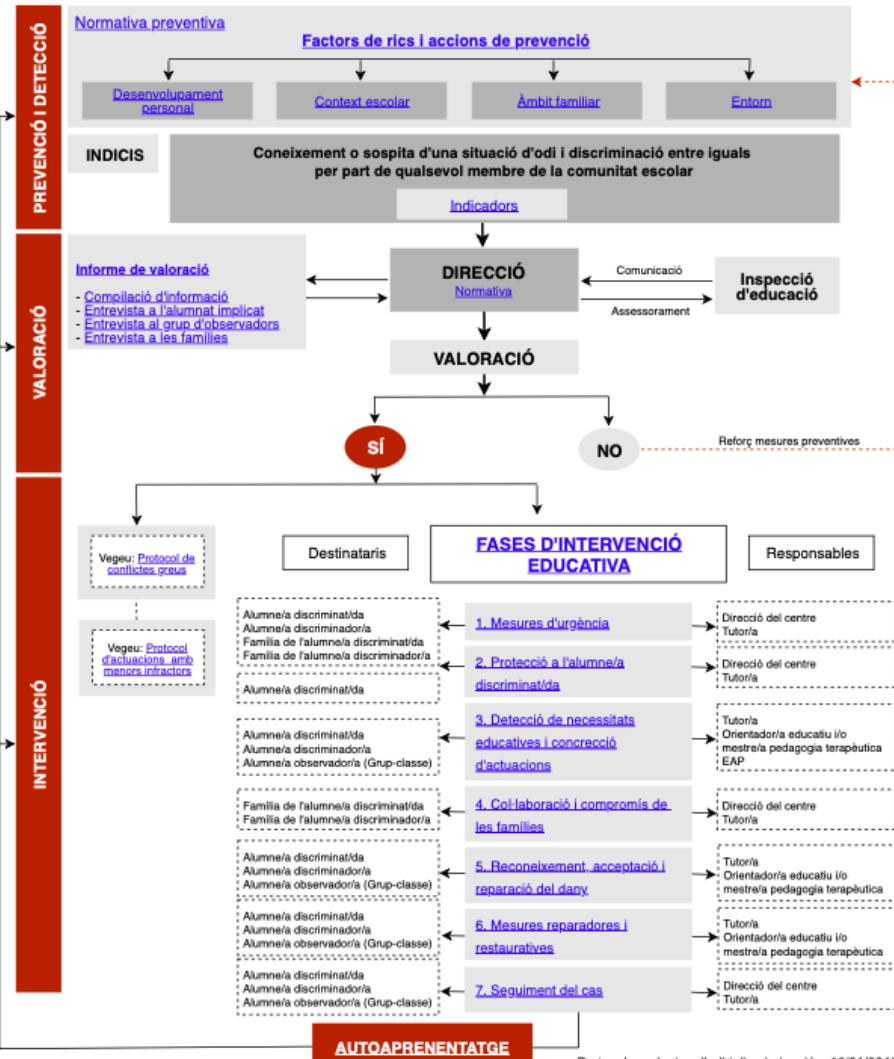 PREVENCIÓ I DETECCIÓ
Normativa preventiva
Factors de rics i accions de prevenció
Desenvolupament
personal
Context escolar
Àmbit familiar
Entorn
INDICIS
Coneixement o sospita d'una situació d'odi i discriminació entre iguals
per part de qualsevol membre de la comunitat escolar
Indicadors
VALORACIÓ
Informe de valoració
- Compilació d'informació
- Entrevista a l'alumnat implicat
- Entrevista al grup d'observadors
- Entrevista a les famílies
DIRECCIÓ
Normativa
Comunicació
Assessorament
Inspecció
d'educació
VALORACIÓ
SÍ
NO
Reforç mesures preventives
INTERVENCIÓ
Vegeu: Protocol de
conflictes greus
Vegeu: Protocol
d'actuacions amb
menors infractors
Destinataris
FASES D'INTERVENCIÓ
EDUCATIVA
Responsables
Alumne/a discriminat/da
Alumne/a discriminador/a
Família de l'alumne/a discriminat/da
Família de l'alumne/a discriminador/a
1. Mesures d'urgència
Direcció del centre
Tutor/a
Alumne/a discriminat/da
2. Protecció a l'alumne/a
discriminat/da
Direcció del centre
Tutor/a
Alumne/a discriminat/da
Alumne/a discriminador/a
Alumne/a observador/a (Grup-classe)
3. Detecció de necessitats
educatives i concrecció
d'actuacions
Tutor/a
Orientador/a educatiu i/o
mestre/a pedagogia terapèutica
EAP
Família de l'alumne/a discriminat/da
Família de l'alumne/a discriminador/a
4. Col·laboració i compromís de
les famílies
Direcció del centre
Tutor/a
Alumne/a discriminat/da
Alumne/a discriminador/a
Alumne/a observador/a (Grup-classe)
5. Reconeixement, acceptació i
reparació del dany
Tutor/a
Orientador/a educatiu i/o
mestre/a pedagogia terapèutica
Alumne/a discriminat/da
Alumne/a discriminador/a
Alumne/a observador/a (Grup-classe)
6. Mesures reparadores i
restauratives
Tutor/a
Orientador/a educatiu i/o
mestre/a pedagogia terapèutica
Alumne/a discriminat/da
Alumne/a discriminador/a
Alumne/a observador/a (Grup-classe)
7. Seguiment del cas
Direcció del centre
Tutor/a
AUTOAPRENENTATGE